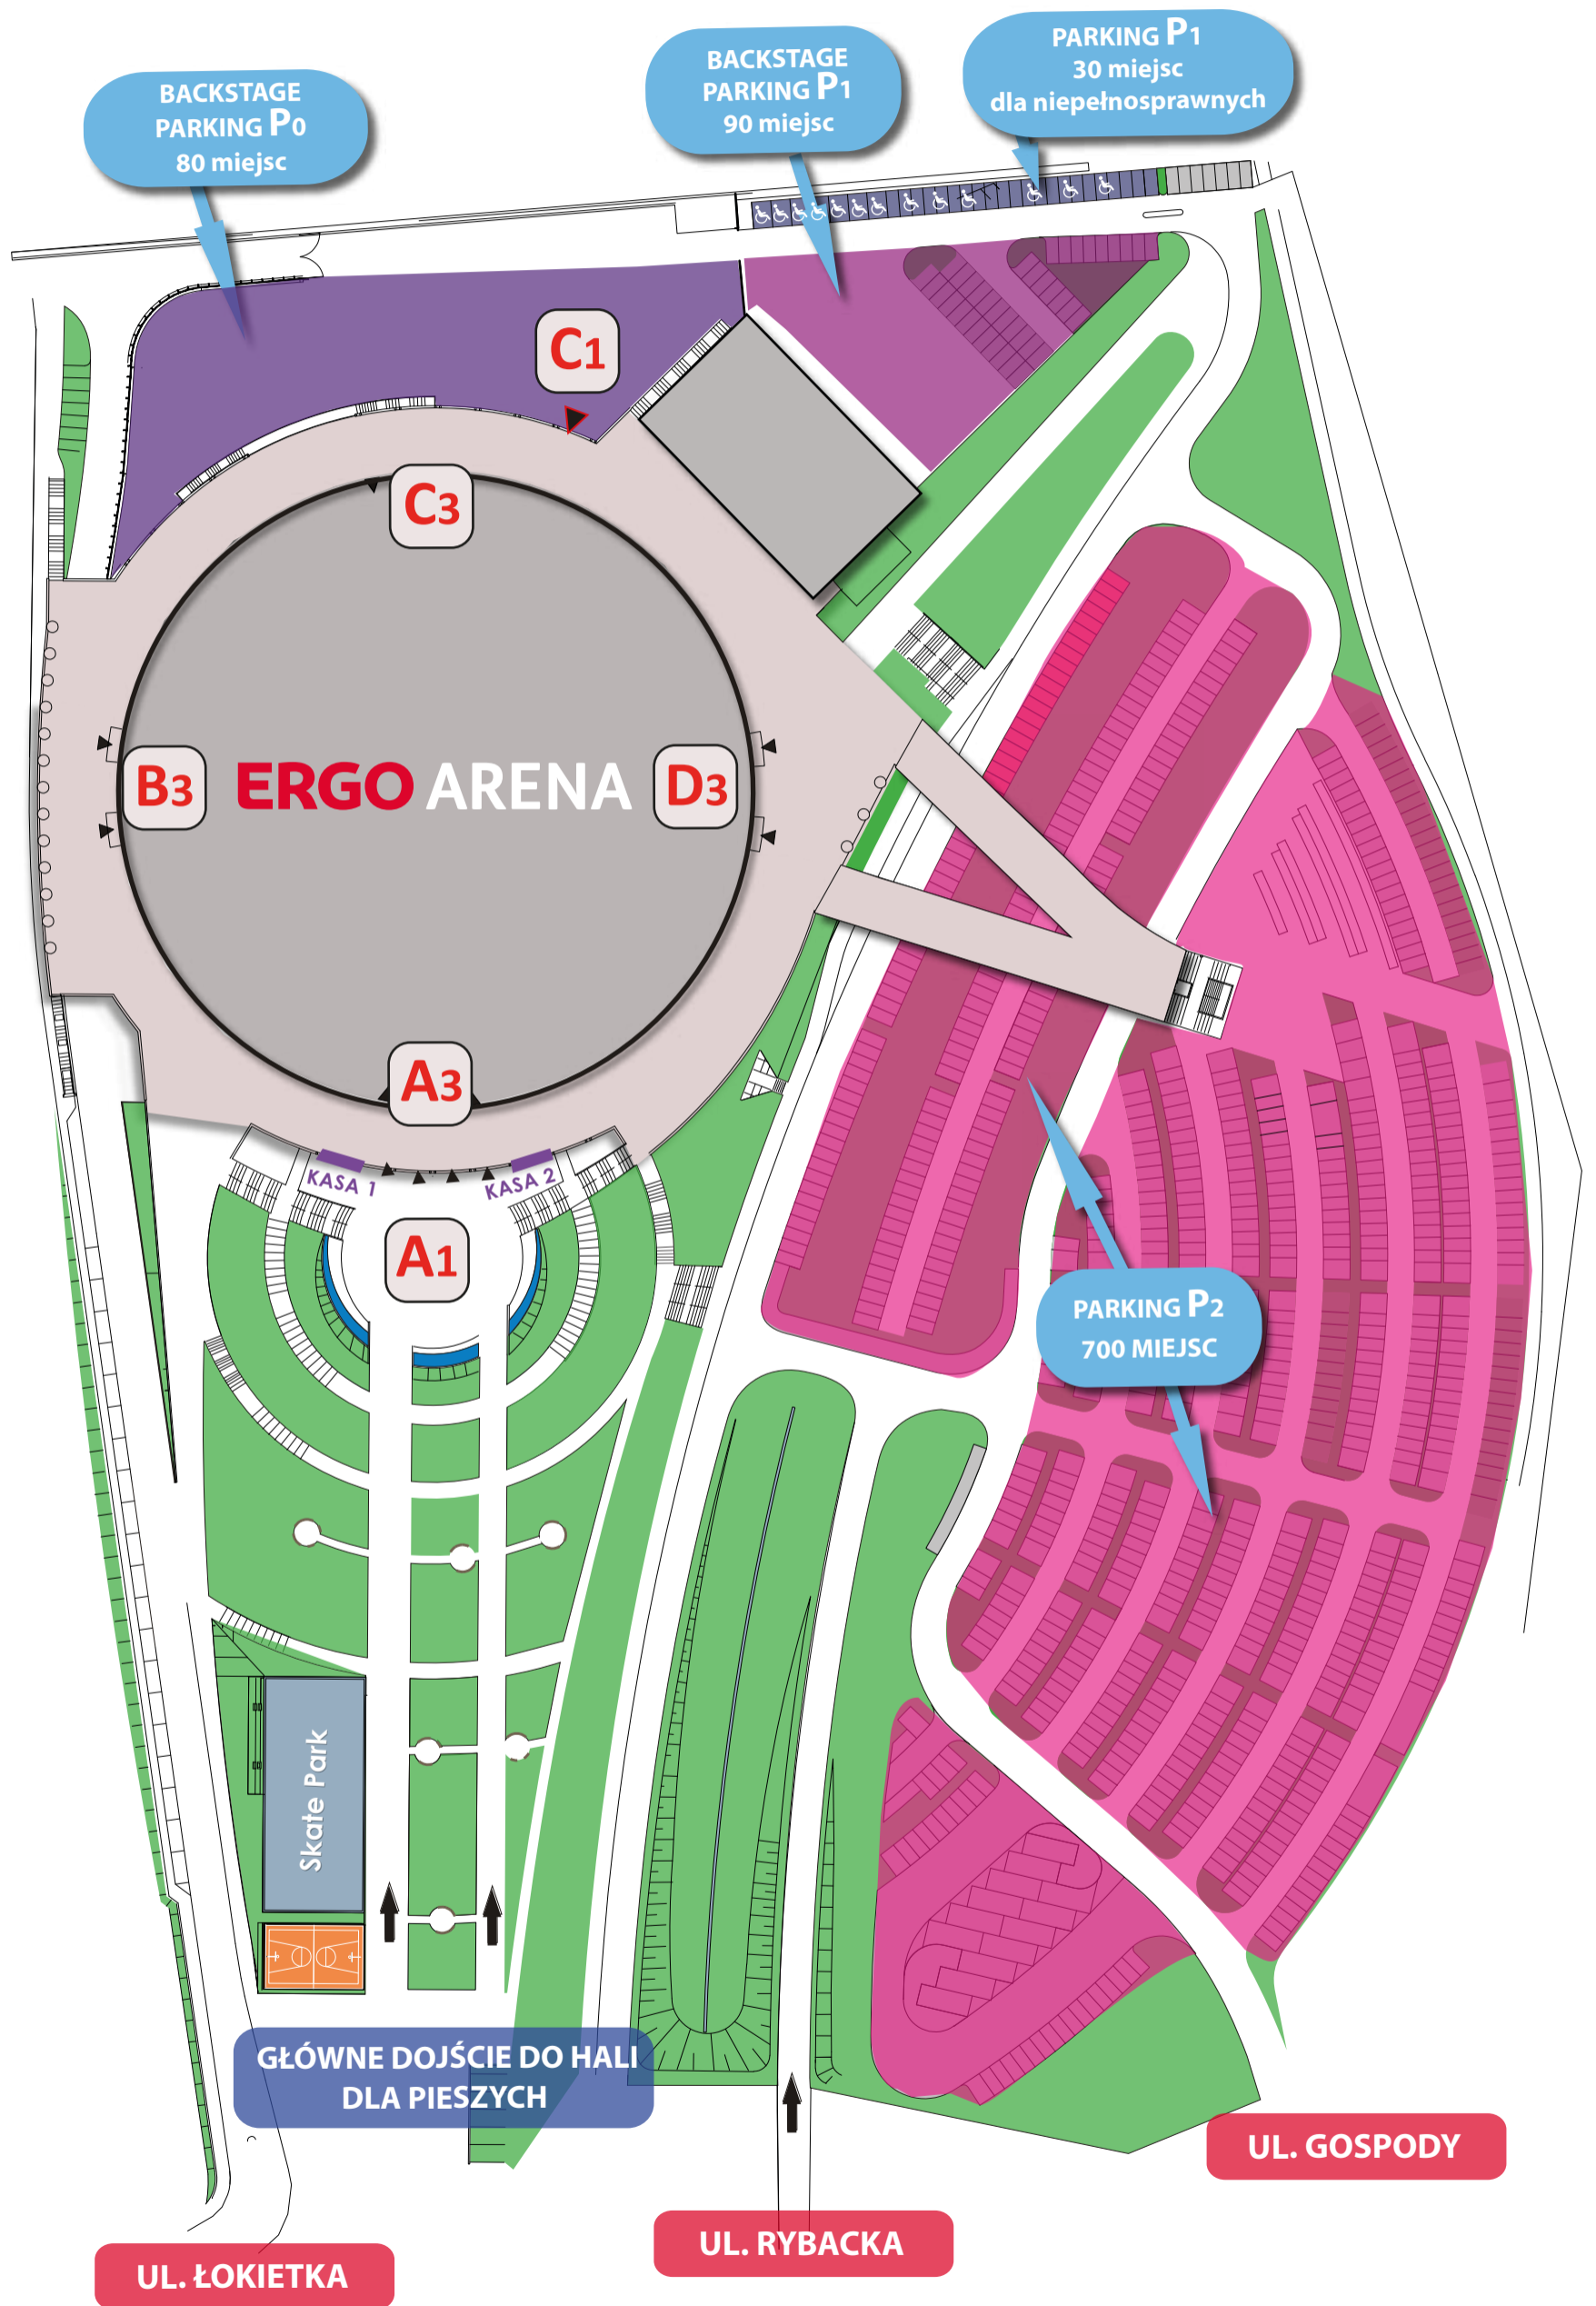 BACKSTAGE
PARKING P0
80 miejsc
BACKSTAGE
PARKING P1
90 miejsc
PARKING P1
30 miejsc
dla niepełnosprawnych
C1
C3
B3
ERGO ARENA
D3
A3
KASA 1
KASA 2
A1
PARKING P2
700 MIEJSC
Skate Park
GŁÓWNE DOJŚCIE DO HALI
DLA PIESZYCH
UL. GOSPODY
UL. RYBACKA
UL. ŁOKIETKA